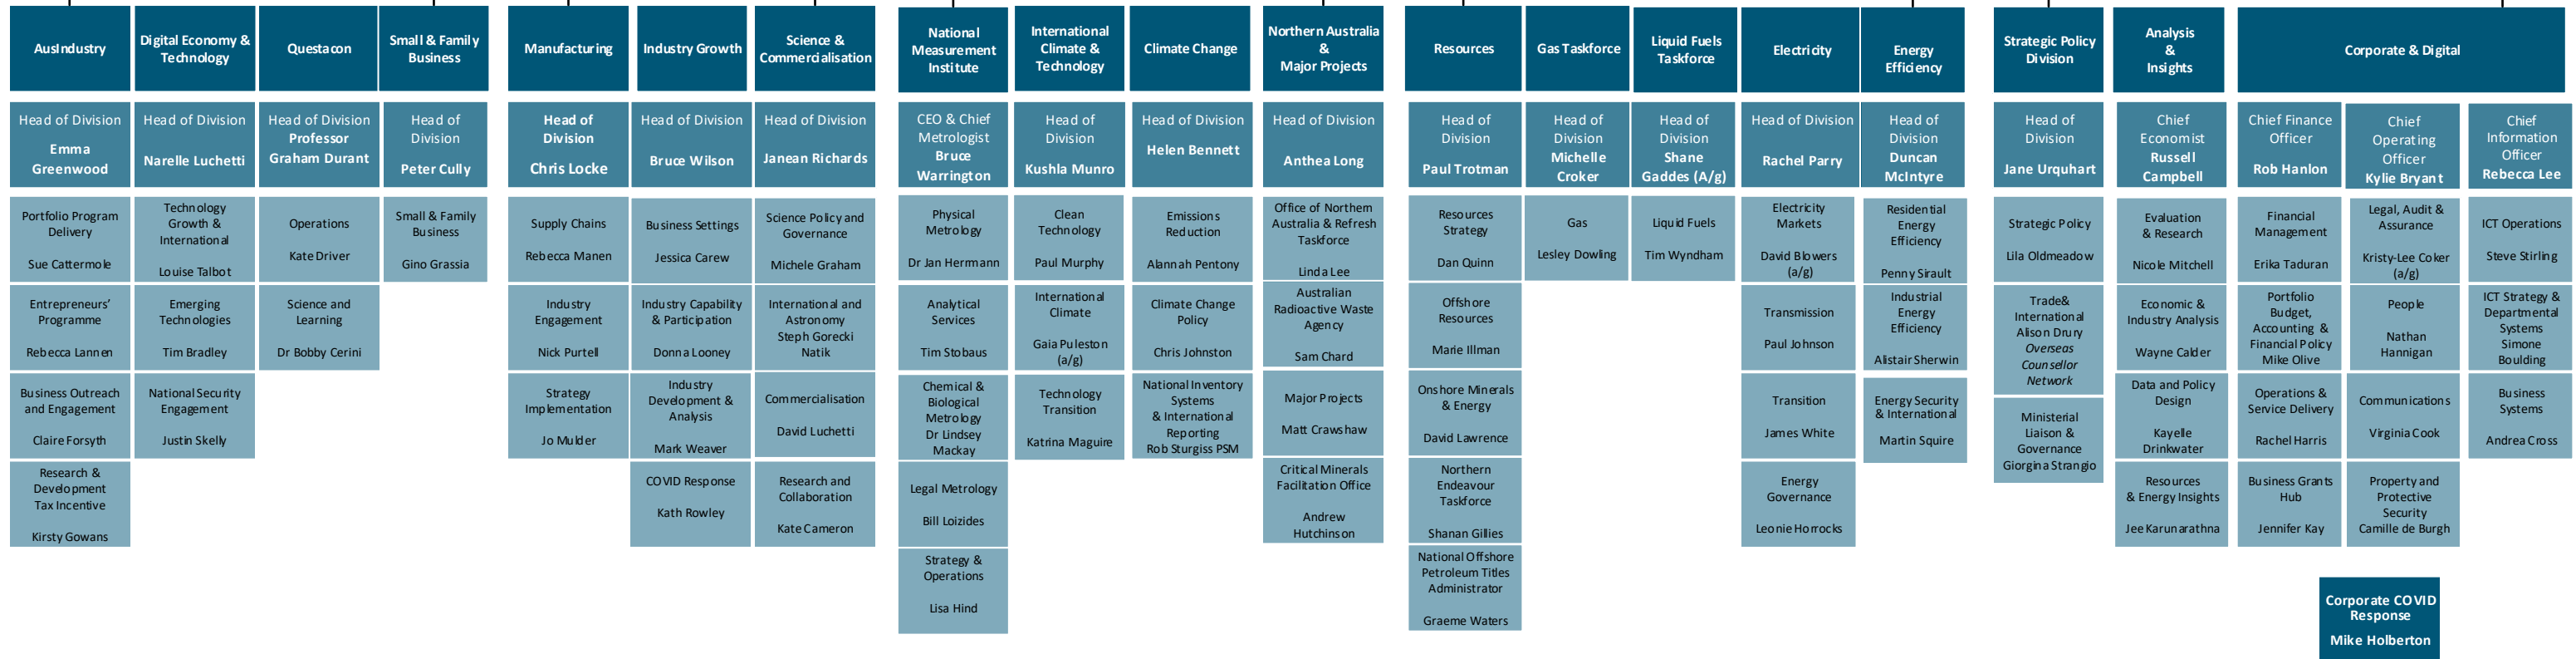 AusIndustry
Head of Division
Emma
Greenwood
Portfolio Program
Delivery
Sue Cattermole
Entrepreneurs'
Programme
Rebecca Lannen
Business Outreach
and Engagement
Claire Forsyth
Research &
Development
Tax Incentive
Kirsty Gowans
Digital Economy &
Technology
Head of Division
Narelle Luchetti
Technology
Growth &
International
Louise Talbot
Emerging
Technologies
Tim Bradley
National Security
Engagement
Justin Skelly
Questacon
Head of Division
Professor
Graham Durant
Operations
Kate Driver
Science and
Learning
Dr Bobby Cerini
Small & Family
Business
Head of
Division
Peter Cully
Small & Family
Business
Gino Grassia
Manufacturing
Head of
Division
Chris Locke
Supply Chains
Rebecca Manen
Industry
Engagement
Nick Purtell
Strategy
Implementation
Jo Mulder
Industry Growth
Head of Division
Bruce Wilson
Business Settings
Jessica Carew
Industry Capability
& Participation
Donna Looney
Industry
Development &
Analysis
Mark Weaver
COVID Response
Kath Rowley
Science &
Commercialisation
Head of Division
Janean Richards
Science Policy and
Governance
Michele Graham
International and
Astronomy
Steph Gorecki
Natik
Commercialisation
David Luchetti
Research and
Collaboration
Kate Cameron
National
Measurement
Institute
CEO & Chief
Metrologist
Bruce
Warrington
Physical
Metrology
Dr Jan Herrmann
Analytical
Services
Tim Stobaus
Chemical &
Biological
Metrology
Dr Lindsey
Mackay
Legal Metrology
Bill Loizides
Strategy &
Operations
Lisa Hind
International
Climate &
Technology
Head of
Division
Kushla Munro
Clean
Technology
Paul Murphy
International
Climate
Gaia Puleston
(a/g)
Technology
Transition
Katrina Maguire
Climate Change
Head of Division
Helen Bennett
Emissions
Reduction
Alannah Pentony
Climate Change
Policy
Chris Johnston
National Inventory
Systems
& International
Reporting
Rob Sturgiss PSM
Northern Australia
&
Major Projects
Head of Division
Anthea Long
Office of Northern
Australia & Refresh
Taskforce
Linda Lee
Australian
Radioactive Waste
Agency
Sam Chard
Major Projects
Matt Crawshaw
Critical Minerals
Facilitation Office
Andrew
Hutchinson
Resources
Head of
Division
Paul Trotman
Resources
Strategy
Dan Quinn
Offshore
Resources
Marie Illman
Onshore Minerals
& Energy
David Lawrence
Northern
Endeavour
Taskforce
Shanan Gillies
National Offshore
Petroleum Titles
Administrator
Graeme Waters
Gas Taskforce
Head of
Division
Michelle
Croker
Gas
Lesley Dowling
Liquid Fuels
Taskforce
Head of
Division
Shane
Gaddes (A/g)
Liquid Fuels
Tim Wyndham
Electricity
Head of Division
Rachel Parry
Electricity
Markets
David Blowers
(a/g)
Transmission
Paul Johnson
Transition
James White
Energy
Governance
Leonie Horrocks
Energy
Efficiency
Head of
Division
Duncan
McIntyre
Residential
Energy
Efficiency
Penny Sirault
Industrial
Energy
Efficiency
Alistair Sherwin
Energy Security
& International
Martin Squire
Strategic Policy
Division
Head of
Division
Jane Urquhart
Strategic Policy
Lila Oldmeadow
Trade&
International
Alison Drury
Overseas
Counsellor
Network
Ministerial
Liaison &
Governance
Giorgina Strangio
Analysis
&
Insights
Chief
Economist
Russell
Campbell
Evaluation
& Research
Nicole Mitchell
Economic &
Industry Analysis
Wayne Calder
Data and Policy
Design
Kayelle
Drinkwater
Resources
& Energy Insights
Jee Karunarathna
Corporate & Digital
Chief Finance
Officer
Rob Hanlon
Financial
Management
Erika Taduran
Portfolio
Budget,
Accounting &
Financial Policy
Mike Olive
Operations &
Service Delivery
Rachel Harris
Business Grants
Hub
Jennifer Kay
Chief
Operating
Officer
Kylie Bryant
Legal, Audit &
Assurance
Kristy-Lee Coker
(a/g)
People
Nathan
Hannigan
Communications
Virginia Cook
Property and
Protective
Security
Camille de Burgh
Chief
Information
Officer
Rebecca Lee
ICT Operations
Steve Stirling
ICT Strategy &
Departmental
Systems
Simone
Boulding
Business
Systems
Andrea Cross
Corporate COVID
Response
Mike Holberton